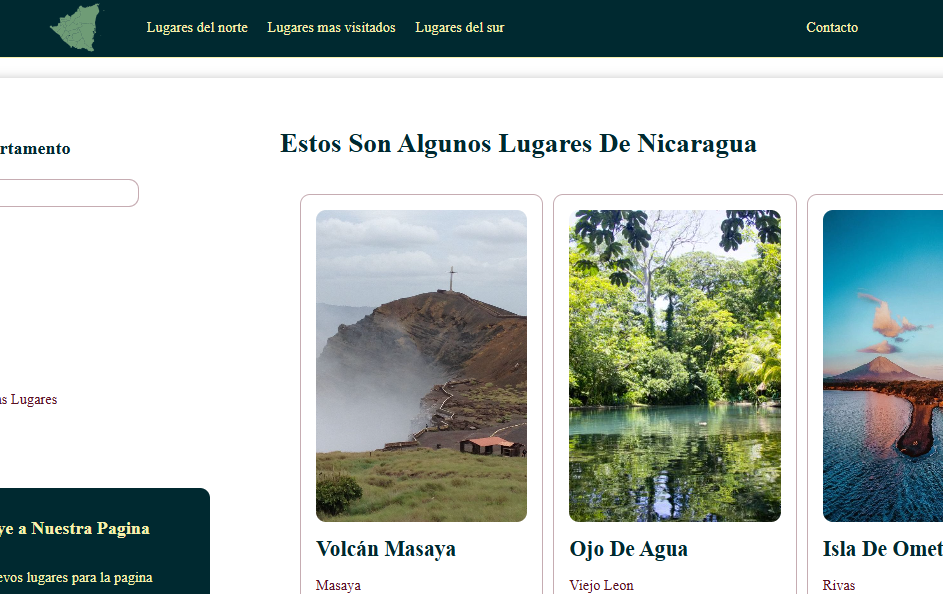 Lugares del norte Lugares mas visitados Lugares del sur Contacto
Estos Son Algunos Lugares De Nicaragua
rtamento
s Lugares
ye a Nuestra Pagina
evos lugares para la pagina
Volcán Masaya Ojo De Agua Isla De Omet
Masaya Viejo Leon Rivas